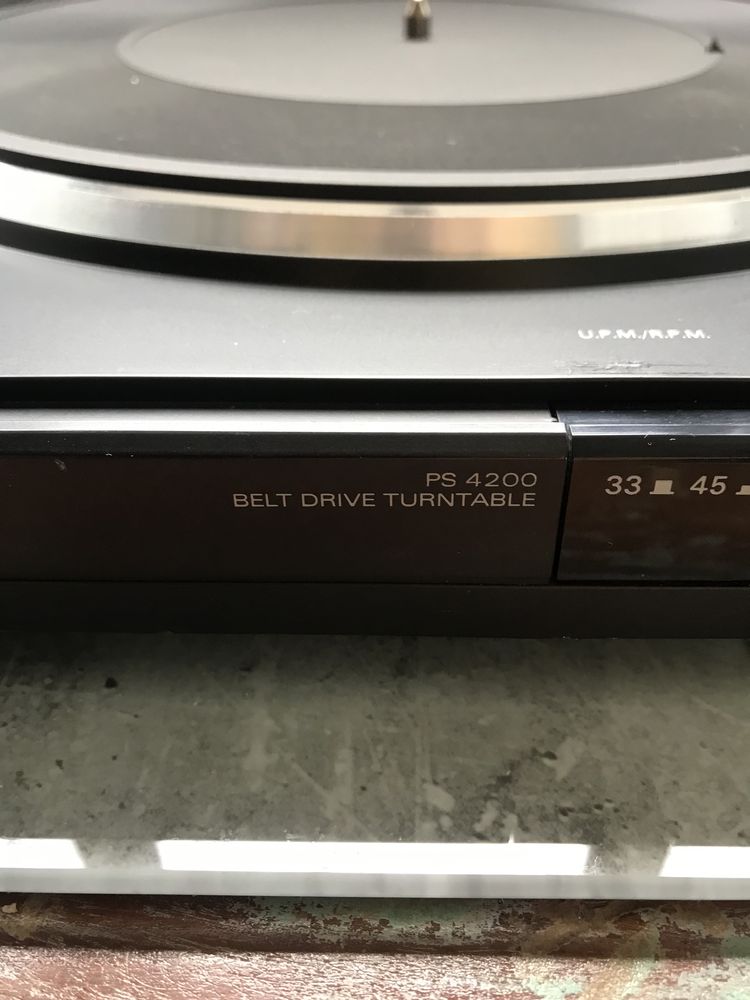 U.P.M./R.P.M.
PS 4200
BELT DRIVE TURNTABLE
33 45